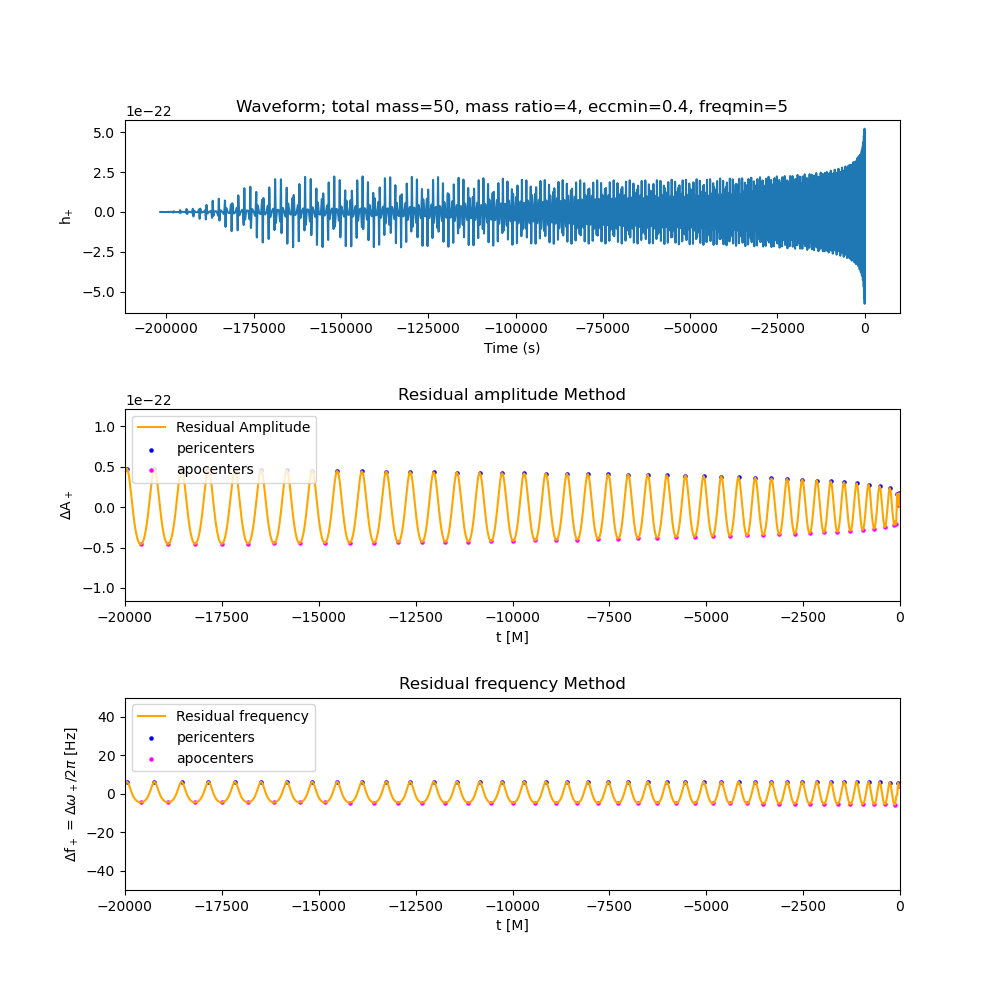 Waveform; total mass=50, mass ratio=4, eccmin=0.4, freqmin=5
1e−22
5.0
2.5
0.0
−2.5
−5.0
h₊
−200000 −175000 −150000 −125000 −100000 −75000 −50000 −25000 0
Time (s)
Residual amplitude Method
1e−22
1.0
0.5
0.0
−0.5
−1.0
ΔA₊
Residual Amplitude
pericenters
apocenters
−20000 −17500 −15000 −12500 −10000 −7500 −5000 −2500 0
t [M]
Residual frequency Method
40
20
0
−20
−40
Δf₊ = Δω₊/2π [Hz]
Residual frequency
pericenters
apocenters
−20000 −17500 −15000 −12500 −10000 −7500 −5000 −2500 0
t [M]